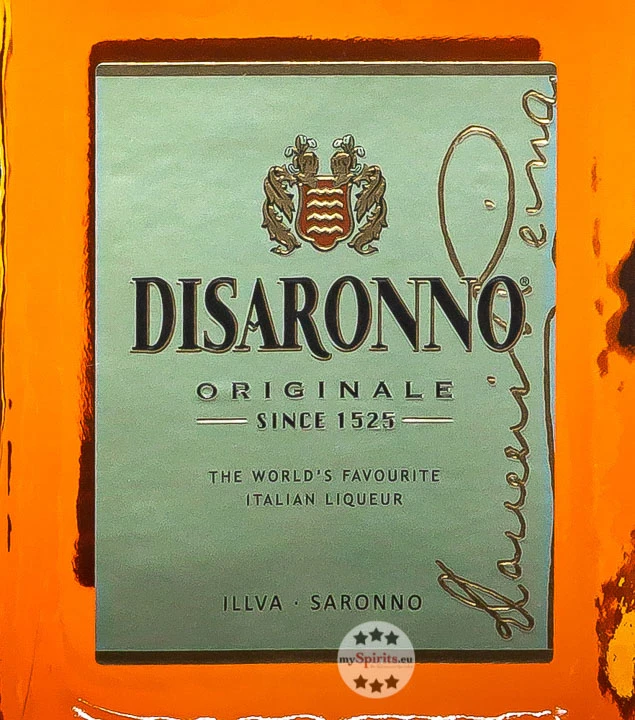 DISARONNO®
ORIGINALE
SINCE 1525
THE WORLD'S FAVOURITE
ITALIAN LIQUEUR
ILLVA · SARONNO
mySpirits.eu